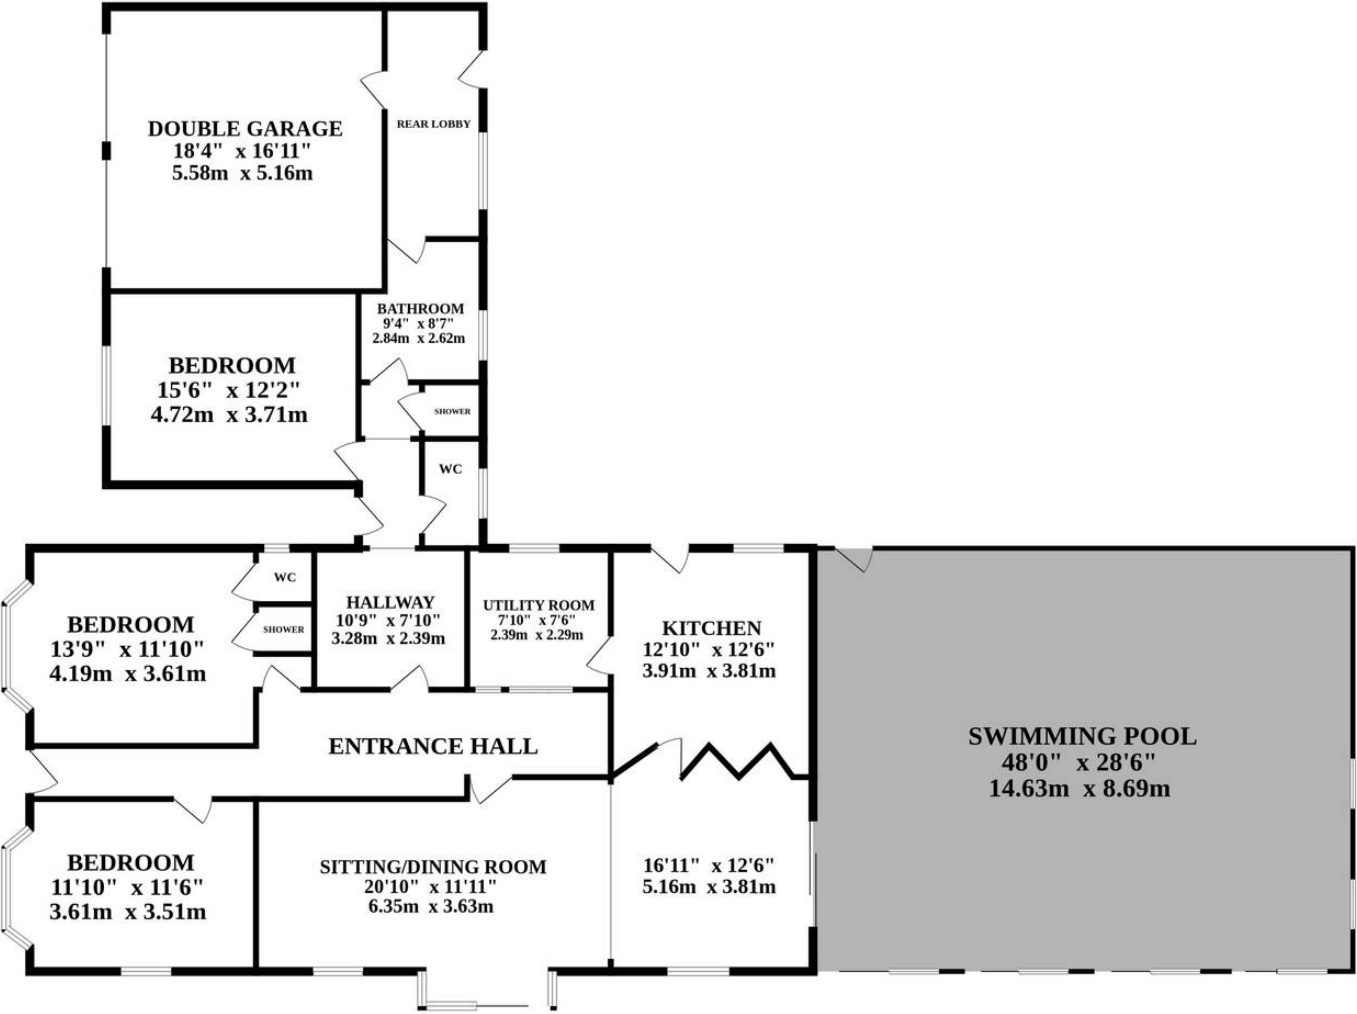 DOUBLE GARAGE
18'4" x 16'11"
5.58m x 5.16m
REAR LOBBY
BATHROOM
9'4" x 8'7"
2.84m x 2.62m
BEDROOM
15'6" x 12'2"
4.72m x 3.71m
SHOWER
WC
WC
SHOWER
BEDROOM
13'9" x 11'10"
4.19m x 3.61m
HALLWAY
10'9" x 7'10"
3.28m x 2.39m
UTILITY ROOM
7'10" x 7'6"
2.39m x 2.29m
KITCHEN
12'10" x 12'6"
3.91m x 3.81m
ENTRANCE HALL
SWIMMING POOL
48'0" x 28'6"
14.63m x 8.69m
BEDROOM
11'10" x 11'6"
3.61m x 3.51m
SITTING/DINING ROOM
20'10" x 11'11"
6.35m x 3.63m
16'11" x 12'6"
5.16m x 3.81m